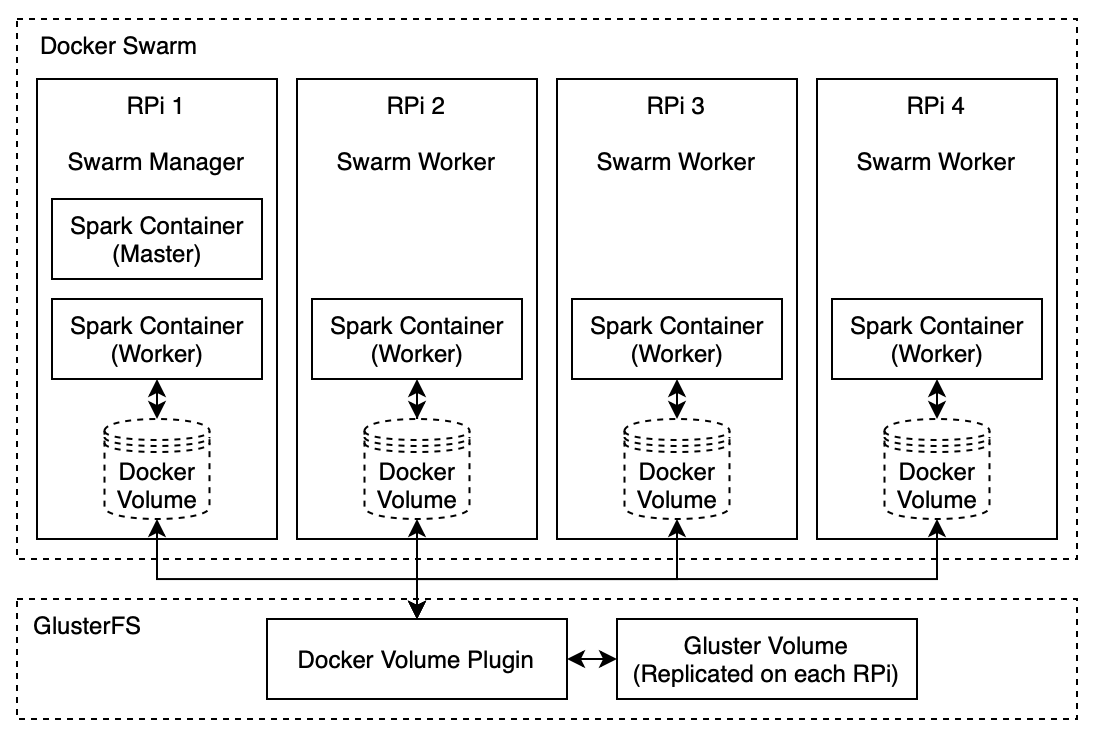 Docker Swarm
RPi 1
Swarm Manager
Spark Container
(Master)
Spark Container
(Worker)
Docker
Volume
RPi 2
Swarm Worker
Spark Container
(Worker)
Docker
Volume
RPi 3
Swarm Worker
Spark Container
(Worker)
Docker
Volume
RPi 4
Swarm Worker
Spark Container
(Worker)
Docker
Volume
GlusterFS
Docker Volume Plugin
Gluster Volume
(Replicated on each RPi)